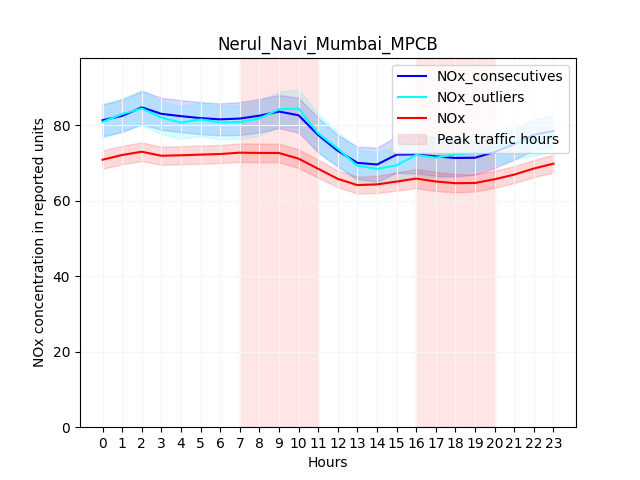 Nerul_Navi_Mumbai_MPCB
NOx_consecutives
NOx_outliers
NOx
Peak traffic hours
NOx concentration in reported units
80
60
40
20
0
0 1 2 3 4 5 6 7 8 9 10 11 12 13 14 15 16 17 18 19 20 21 22 23
Hours